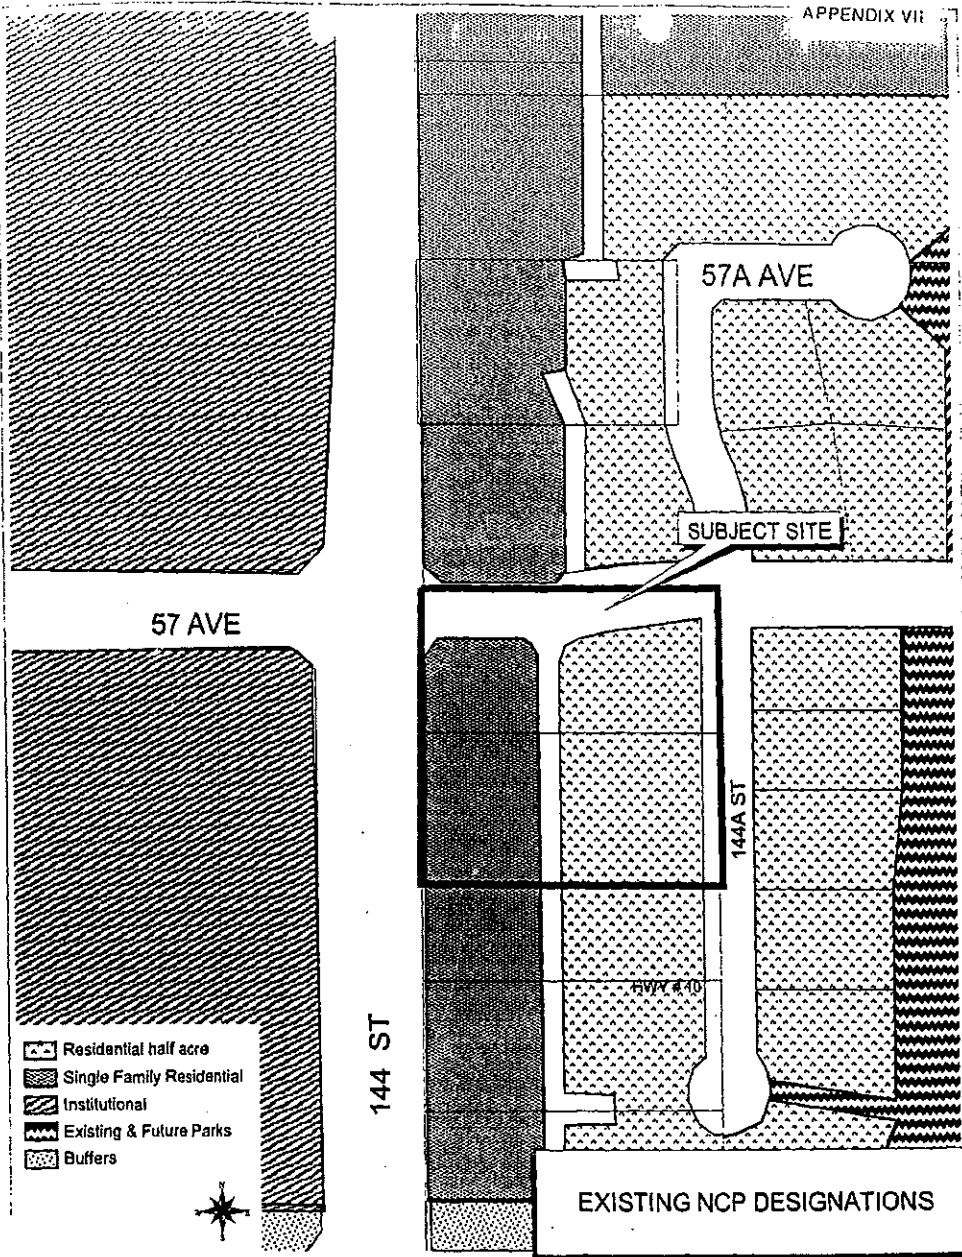 APPENDIX VII
57A AVE
SUBJECT SITE
57 AVE
144A ST
HWY #10
144 ST
Residential half acre
Single Family Residential
Institutional
Existing & Future Parks
Buffers
EXISTING NCP DESIGNATIONS